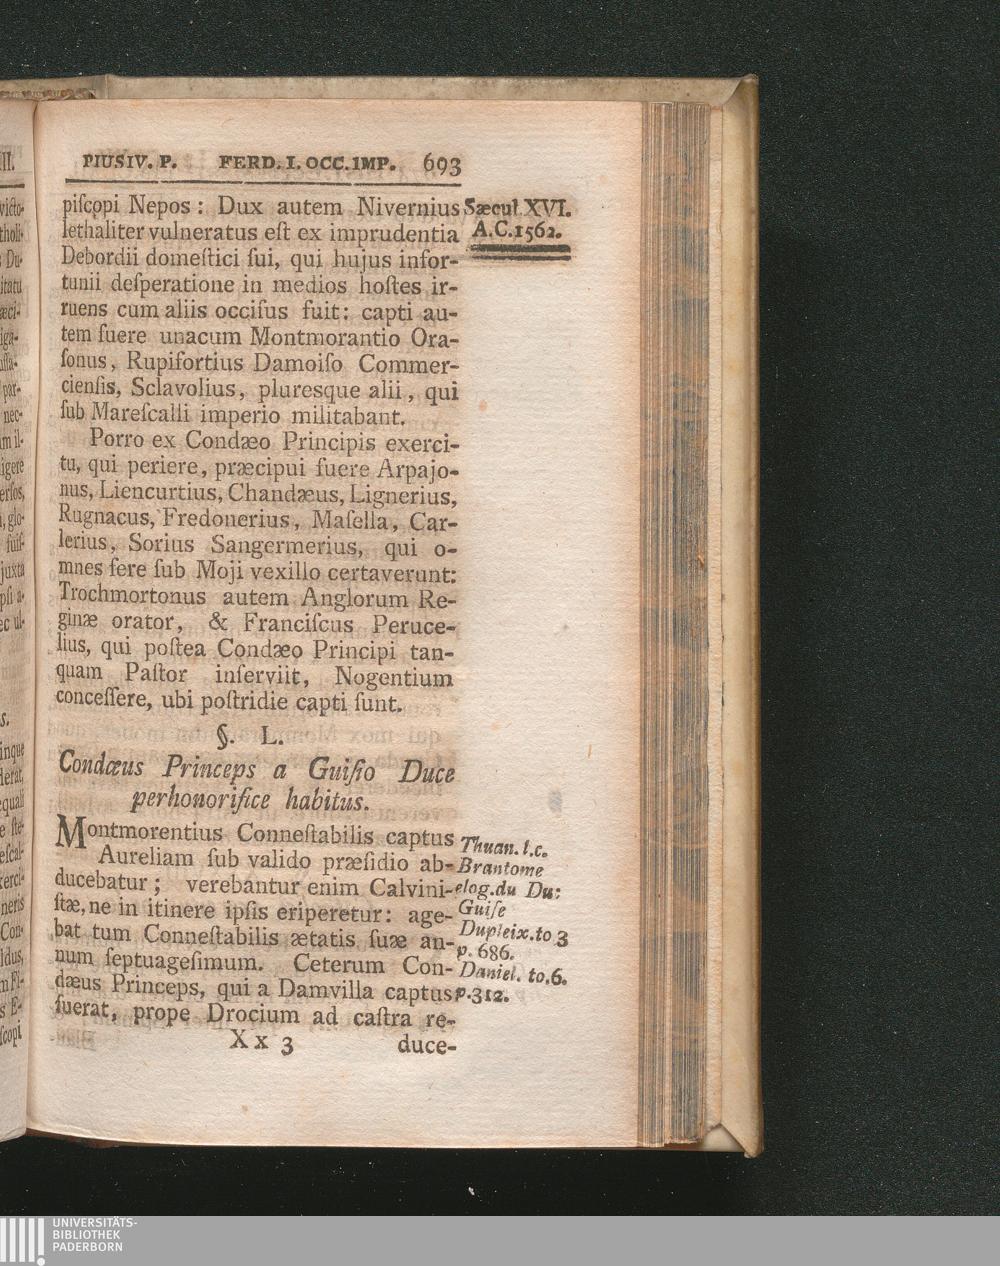 PIUS IV. P. FERD. I. OCC. IMP. 693
piſcopi Nepos: Dux autem Nivernius
lethaliter vulneratus eſt ex imprudentia
Debordii domeſtici ſui, qui hujus infor-
tunii deſperatione in medios hoſtes ir-
ruens cum aliis occiſus fuit: capti au-
tem fuere unacum Montmorantio Ora-
ſonus, Rupifortius Damoiſo Commer-
cienſis, Sclavolius, pluresque alii, qui
ſub Mareſcalli imperio militabant.
Sæcul. XVI.
A.C. 1562.
Porro ex Condæo Principis exerci-
tu, qui periere, præcipui fuere Arpajo-
nus, Liencurtius, Chandæus, Lignerius,
Rugnacus, Fredonerius, Maſella, Car-
lerius, Sorius Sangermerius, qui o-
mnes fere ſub Moji vexillo certaverunt:
Trochmortonus autem Anglorum Re-
ginæ orator, & Franciſcus Peruce-
lius, qui poſtea Condæo Principi tan-
quam Paſtor inſerviit, Nogentium
conceſſere, ubi poſtridie capti ſunt.
§. L.
Condæus Princeps a Guiſio Duce
perhonorifice habitus.
Montmorentius Conneſtabilis captus
Aureliam ſub valido præſidio ab-
ducebatur; verebantur enim Calvini-
ſtæ, ne in itinere ipſis eriperetur: age-
bat tum Conneſtabilis ætatis ſuæ an-
num ſeptuageſimum. Ceterum Con-
dæus Princeps, qui a Damvilla captus
fuerat, prope Drocium ad caſtra re-
Thuan. l. c.
Brantome
elog. du Du:
Guiſe
Dupleix. to 3
p. 686.
Daniel. to. 6.
p. 312.
Xx 3 duce-
UNIVERSITÄTS-
BIBLIOTHEK
PADERBORN